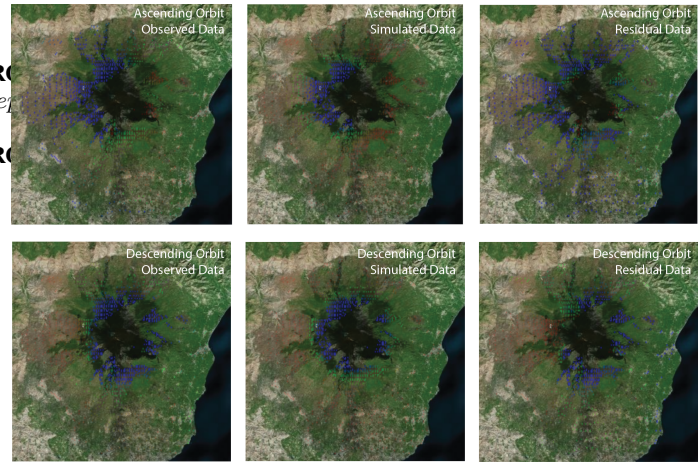 Ascending Orbit
Observed Data
Ascending Orbit
Simulated Data
Ascending Orbit
Residual Data
Descending Orbit
Observed Data
Descending Orbit
Simulated Data
Descending Orbit
Residual Data